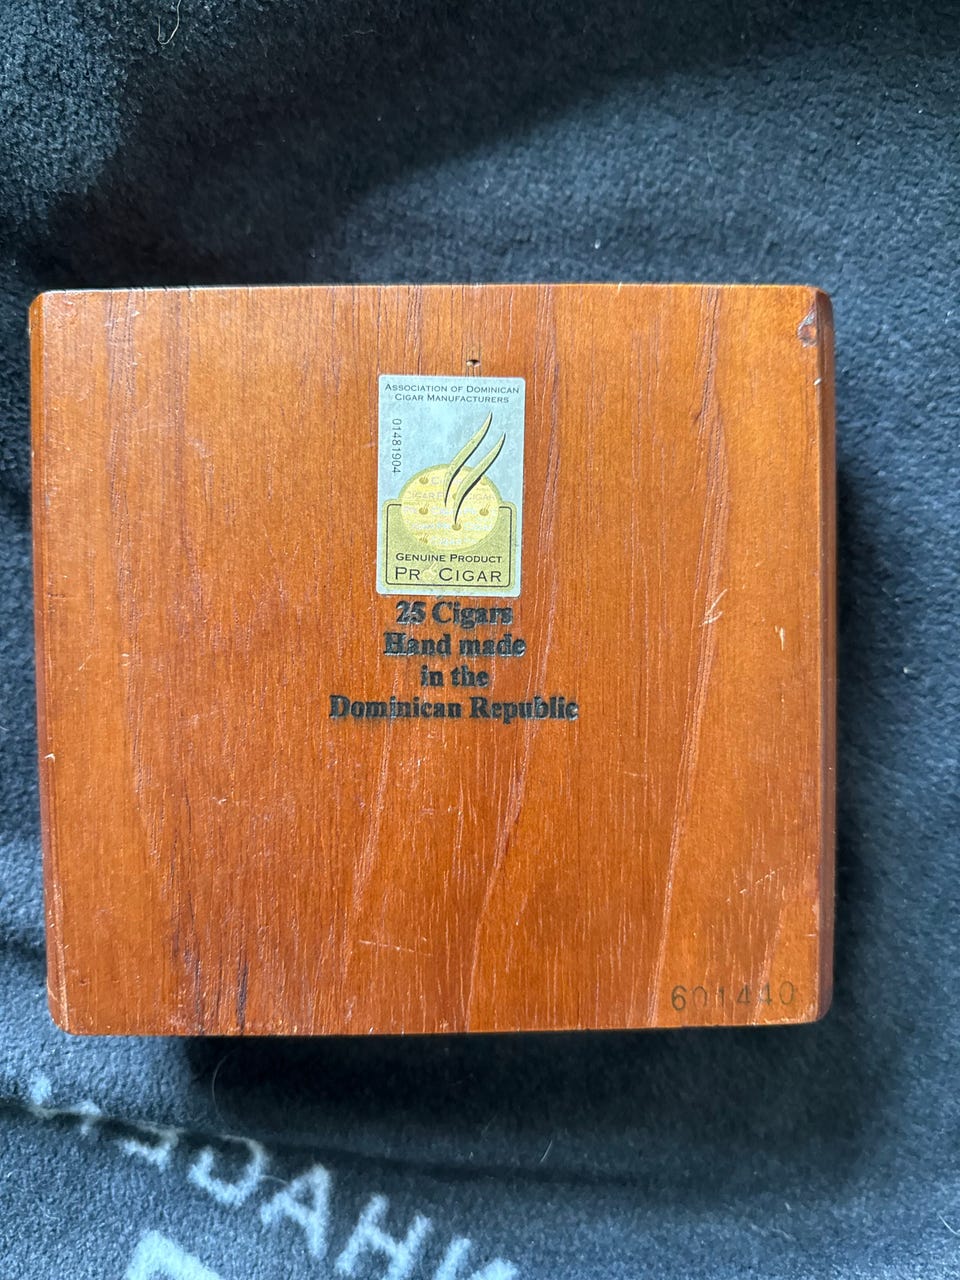 ASSOCIATION OF DOMINICAN
CIGAR MANUFACTURERS
01481904
GENUINE PRODUCT
PROCIGAR
25 Cigars
Hand made
in the
Dominican Republic
601440